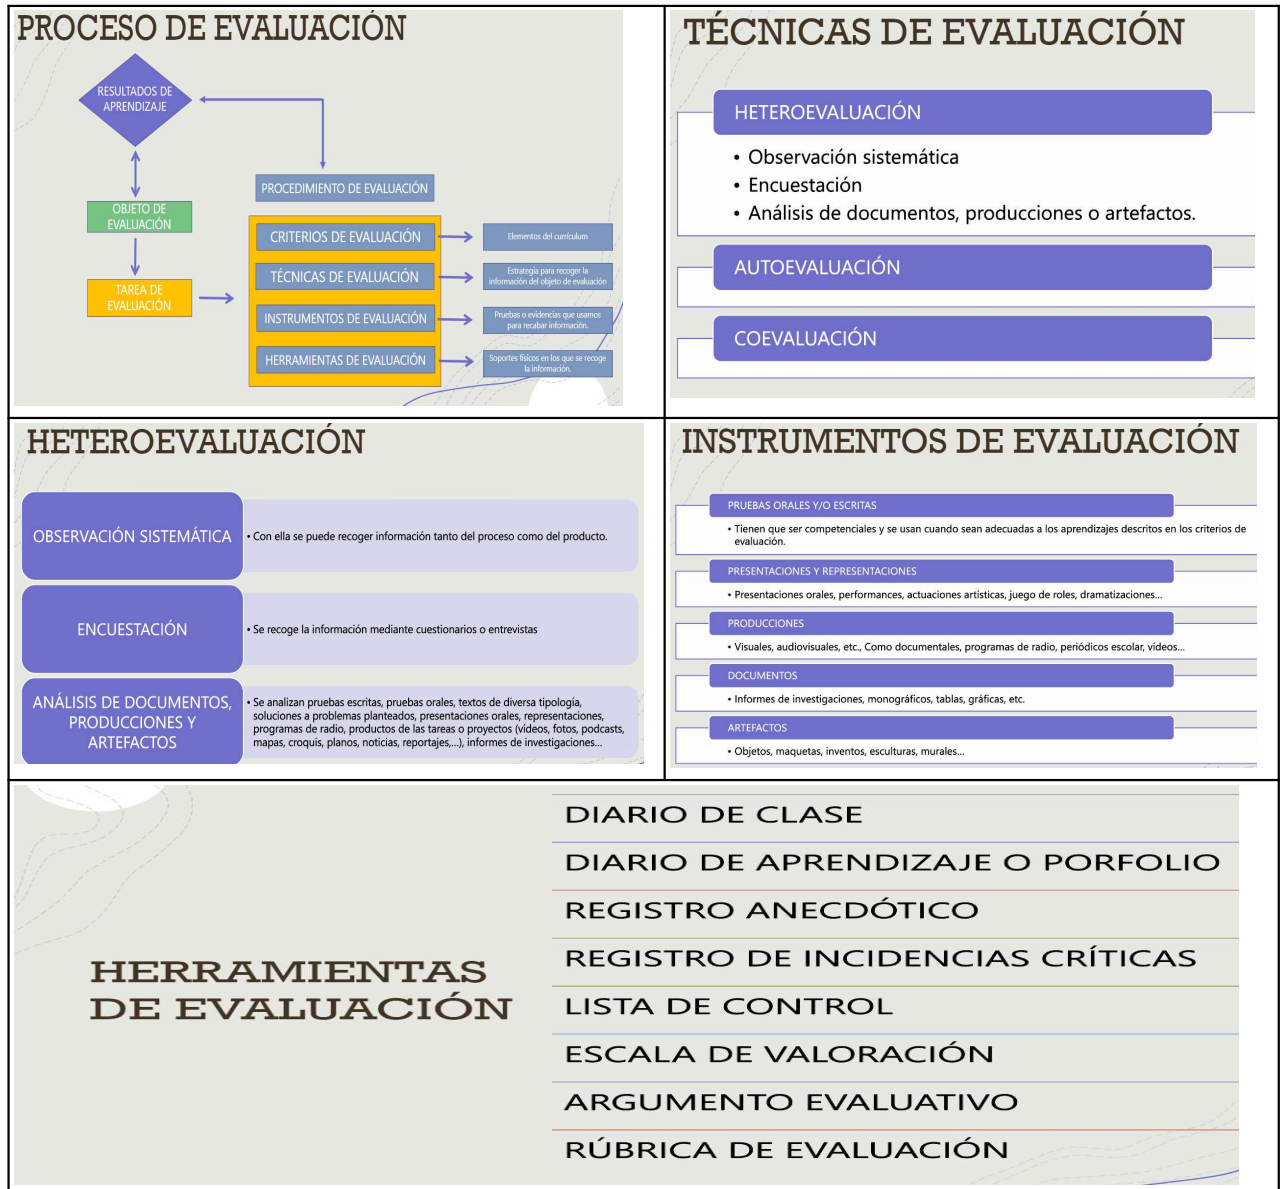 PROCESO DE EVALUACIÓN
RESULTADOS DE
APRENDIZAJE
OBJETO DE
EVALUACIÓN
TAREA DE
EVALUACIÓN
PROCEDIMIENTO DE EVALUACIÓN
CRITERIOS DE EVALUACIÓN
Elementos del currículum
TÉCNICAS DE EVALUACIÓN
Estrategia para recoger la
información del objeto de evaluación
INSTRUMENTOS DE EVALUACIÓN
Pruebas o evidencias que usamos
para recabar información.
HERRAMIENTAS DE EVALUACIÓN
Soportes físicos en los que se recoge
la información.
TÉCNICAS DE EVALUACIÓN
HETEROEVALUACIÓN
• Observación sistemática
• Encuestación
• Análisis de documentos, producciones o artefactos.
AUTOEVALUACIÓN
COEVALUACIÓN
HETEROEVALUACIÓN
OBSERVACIÓN SISTEMÁTICA
• Con ella se puede recoger información tanto del proceso como del producto.
ENCUESTACIÓN
• Se recoge la información mediante cuestionarios o entrevistas
ANÁLISIS DE DOCUMENTOS,
PRODUCCIONES Y
ARTEFACTOS
• Se analizan pruebas escritas, pruebas orales, textos de diversa tipología,
soluciones a problemas planteados, presentaciones orales, representaciones,
programas de radio, productos de las tareas o proyectos (vídeos, fotos, podcasts,
mapas, croquis, planos, noticias, reportajes,...), informes de investigaciones...
INSTRUMENTOS DE EVALUACIÓN
PRUEBAS ORALES Y/O ESCRITAS
• Tienen que ser competenciales y se usan cuando sean adecuadas a los aprendizajes descritos en los criterios de
evaluación.
PRESENTACIONES Y REPRESENTACIONES
• Presentaciones orales, performances, actuaciones artísticas, juego de roles, dramatizaciones...
PRODUCCIONES
• Visuales, audiovisuales, etc., Como documentales, programas de radio, periódicos escolar, vídeos...
DOCUMENTOS
• Informes de investigaciones, monográficos, tablas, gráficas, etc.
ARTEFACTOS
• Objetos, maquetas, inventos, esculturas, murales...
HERRAMIENTAS
DE EVALUACIÓN
DIARIO DE CLASE
DIARIO DE APRENDIZAJE O PORFOLIO
REGISTRO ANECDÓTICO
REGISTRO DE INCIDENCIAS CRÍTICAS
LISTA DE CONTROL
ESCALA DE VALORACIÓN
ARGUMENTO EVALUATIVO
RÚBRICA DE EVALUACIÓN